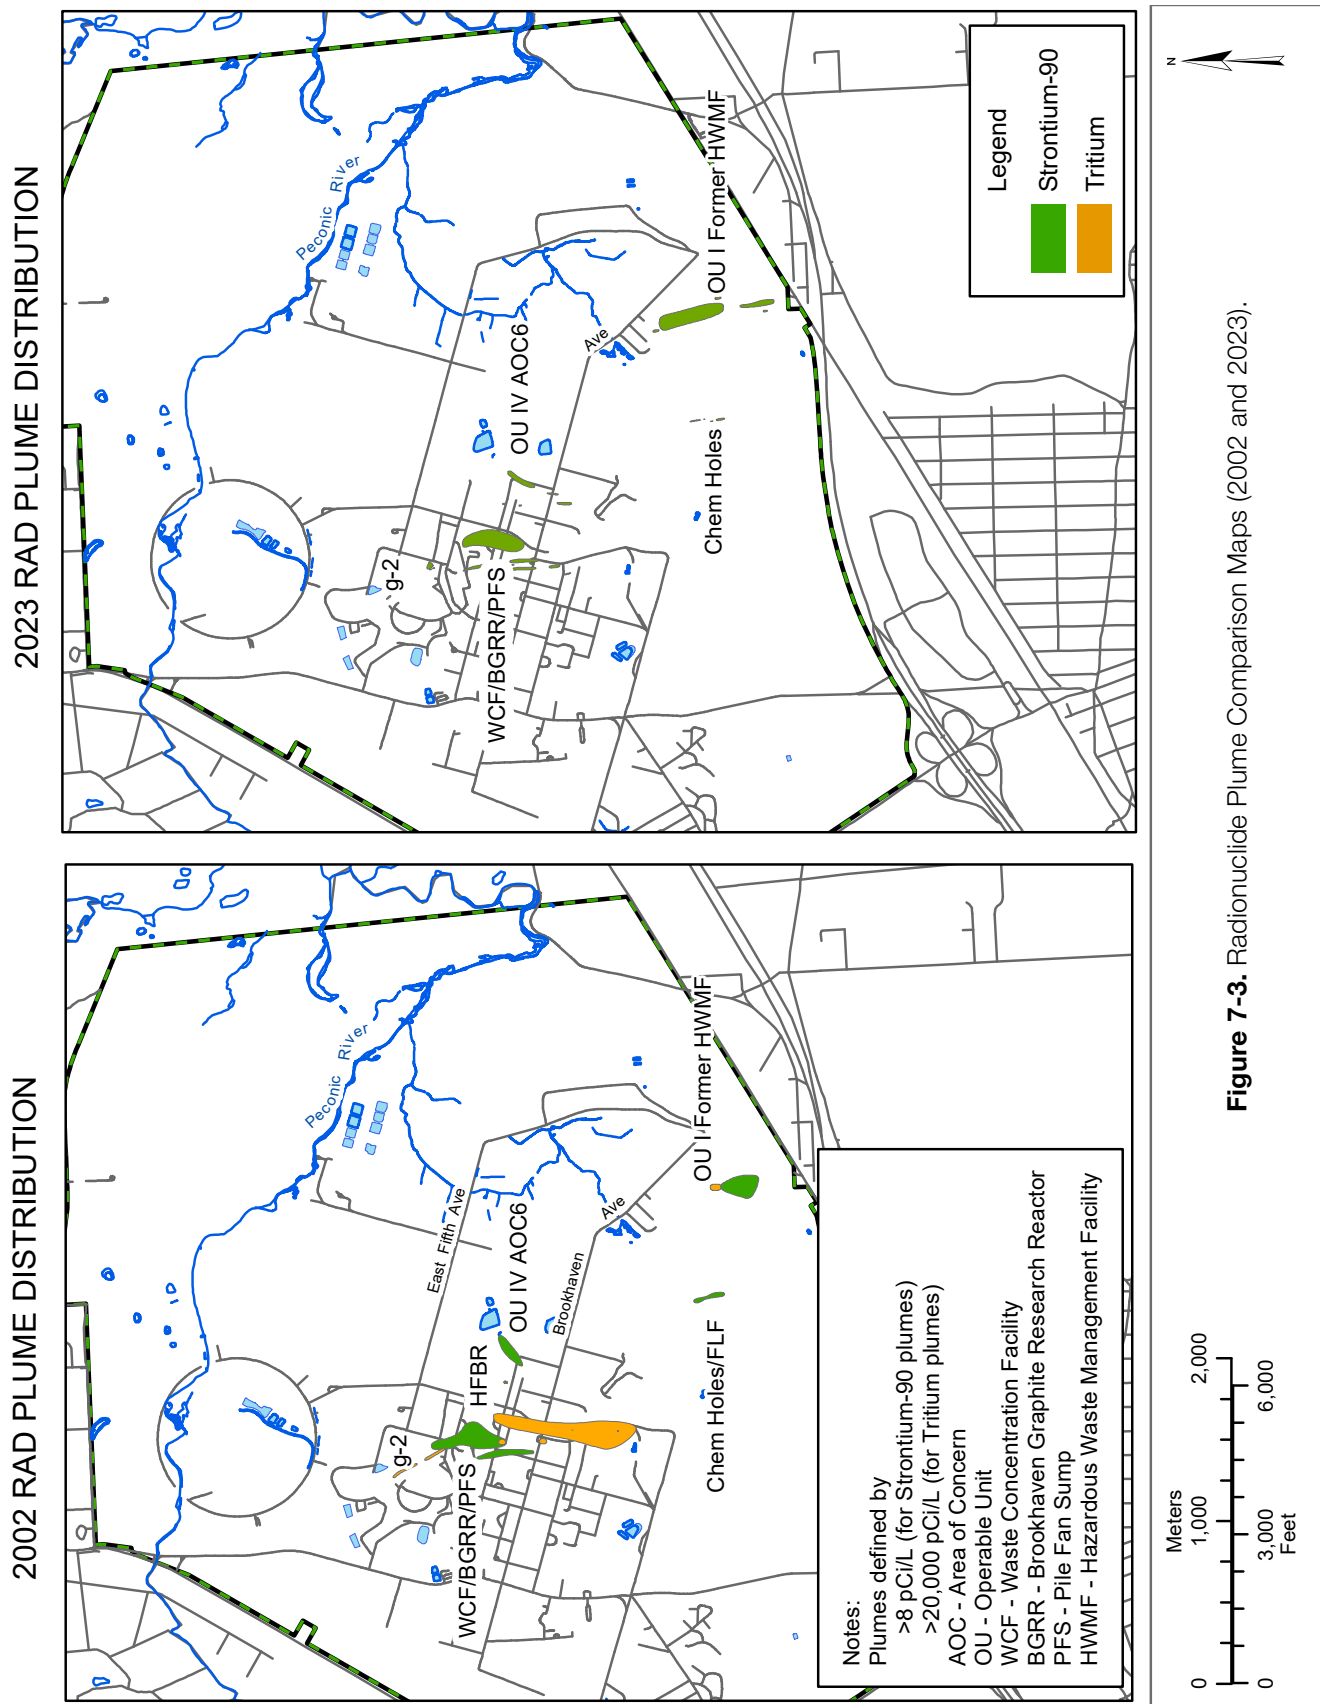 2002 RAD PLUME DISTRIBUTION
Peconic River
East Fifth Ave
OU IV AOC6
Brookhaven
Ave
HFBR
g-2
WCF/BGRR/PFS
OU I Former HWMF
Chem Holes/FLF
Notes:
Plumes defined by
>8 pCi/L (for Strontium-90 plumes)
>20,000 pCi/L (for Tritium plumes)
AOC - Area of Concern
OU - Operable Unit
WCF - Waste Concentration Facility
BGRR - Brookhaven Graphite Research Reactor
PFS - Pile Fan Sump
HWMF - Hazardous Waste Management Facility
2023 RAD PLUME DISTRIBUTION
Peconic River
OU IV AOC6
Ave
g-2
WCF/BGRR/PFS
OU I Former HWMF
Chem Holes
Legend
Strontium-90
Tritium
Meters
0 1,000 2,000
0 3,000 6,000
Feet
Figure 7-3. Radionuclide Plume Comparison Maps (2002 and 2023).
N